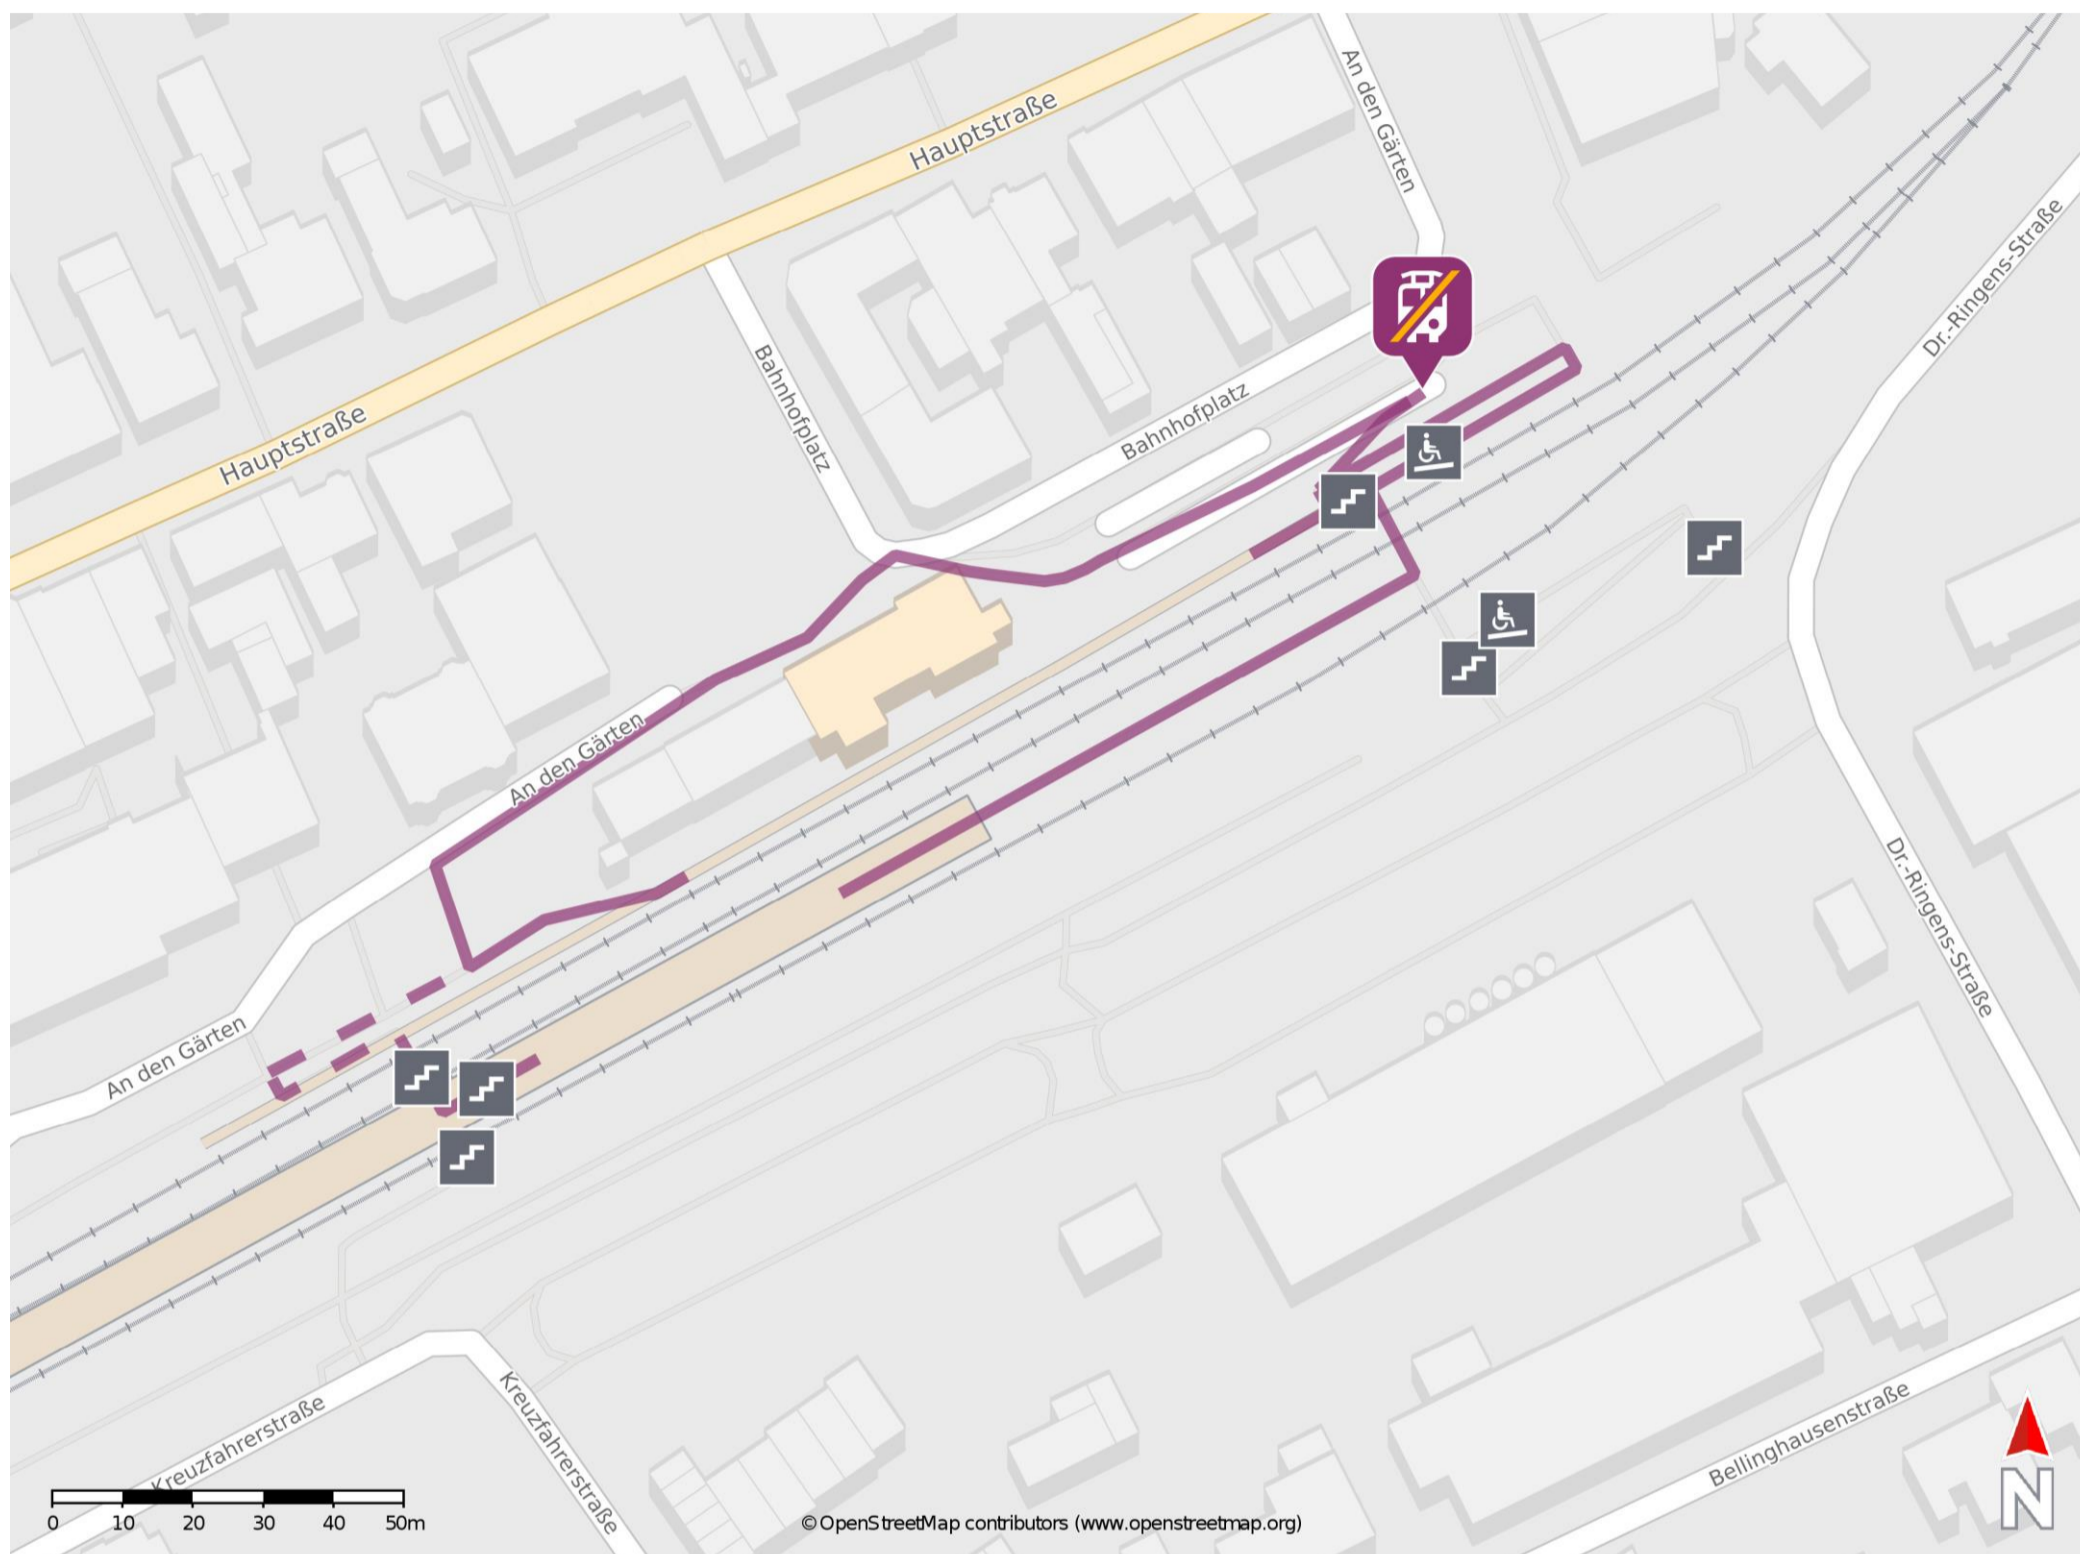 An den Gärten
Hauptstraße
Dr.-Ringens-Straße
Bahnhofplatz
Bahnhofplatz
Hauptstraße
An den Gärten
Dr.-Ringens-Straße
An den Gärten
Kreuzfahrerstraße
Kreuzfahrerstraße
Bellinghausenstraße
N
0 10 20 30 40 50m
©OpenStreetMap contributors (www.openstreetmap.org)